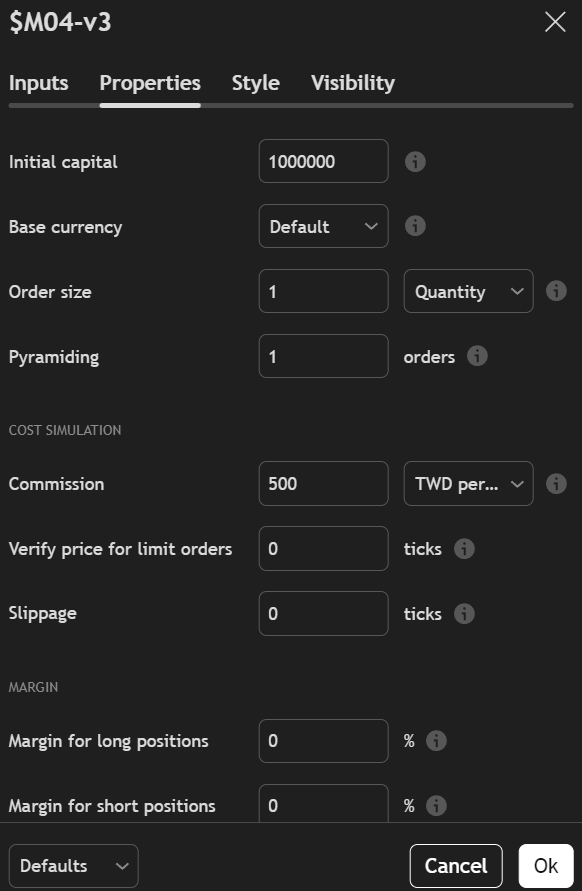 $M04-v3
Inputs Properties Style Visibility
Initial capital 1000000
Base currency Default
Order size 1 Quantity
Pyramiding 1 orders
COST SIMULATION
Commission 500 TWD per...
Verify price for limit orders 0 ticks
Slippage 0 ticks
MARGIN
Margin for long positions 0 %
Margin for short positions 0 %
Defaults Cancel Ok